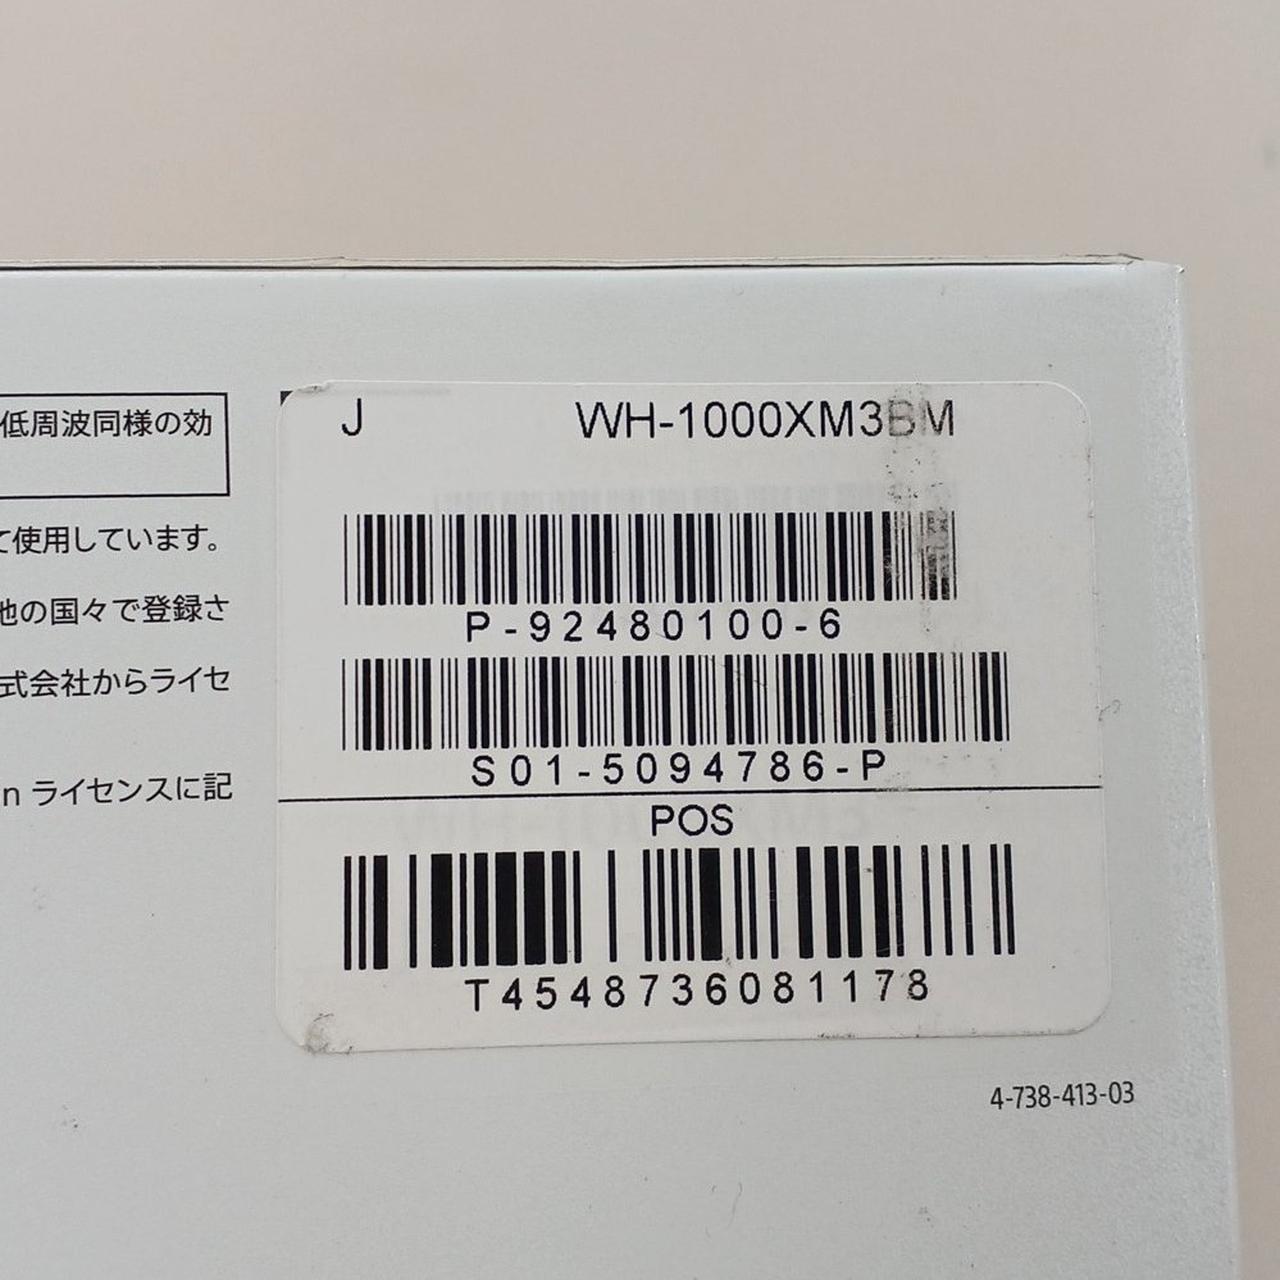 低周波同様の効
て使用しています。
他の国々で登録さ
式会社からライセ
n ライセンスに記
J WH-1000XM3BM
P-92480100-6
S01-5094786-P
POS
T4548736081178
4-738-413-03